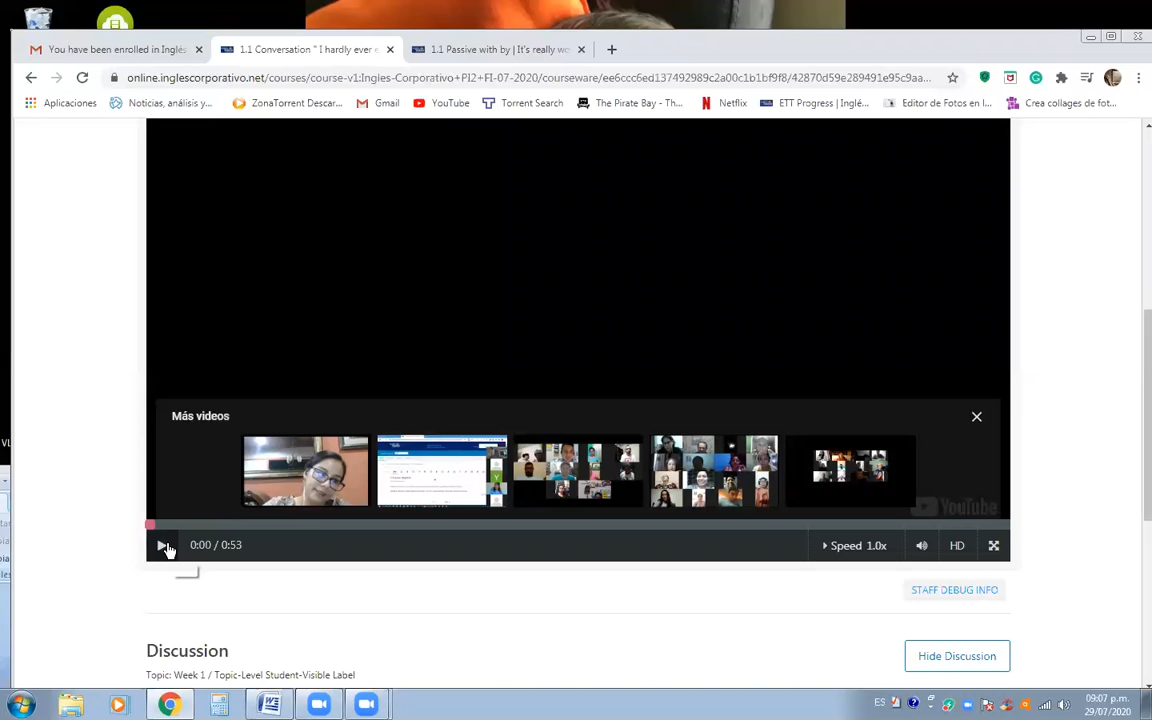 You have been enrolled in Inglés
1.1 Conversation " I hardly ever e
1.1 Passive with by | It's really wo
online.inglescorporativo.net/courses/course-v1:Ingles-Corporativo+PI2+FI-07-2020/courseware/ee6ccc6ed137492989c2a00c1b1bf9f8/42870d59e289491e95c9aa...
Aplicaciones
Noticias, análisis y...
ZonaTorrent Descar...
Gmail
YouTube
Torrent Search
The Pirate Bay - Th...
Netflix
ETT Progress | Inglé...
Editor de Fotos en l...
Crea collages de fot...
Más videos
YouTube
0:00 / 0:53
Speed 1.0x
HD
STAFF DEBUG INFO
Discussion
Hide Discussion
Topic: Week 1 / Topic-Level Student-Visible Label
VL
ES
09:07 p.m.
29/07/2020